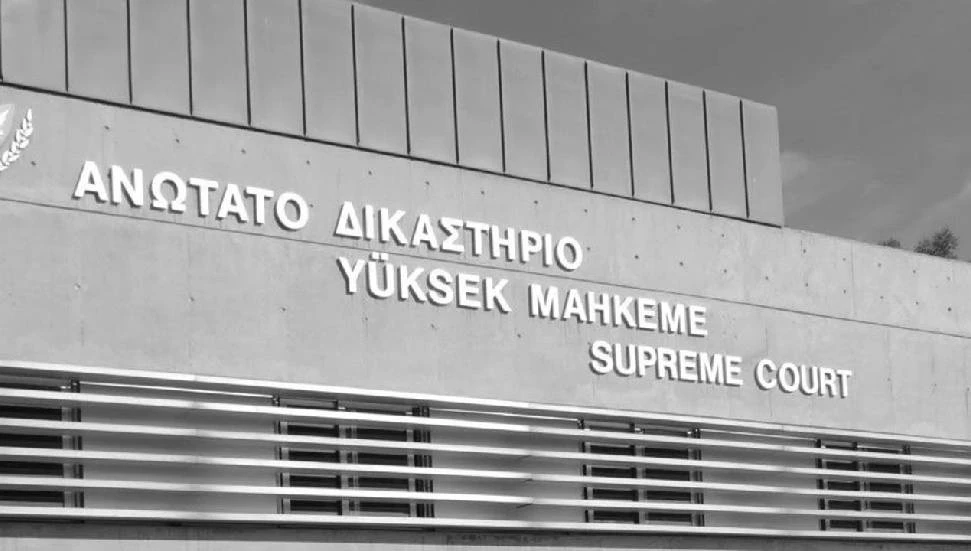 ΑΝΩΤΑΤΟ ΔΙΚΑΣΤΗΡΙΟ
YÜKSEK MAHKEME
SUPREME COURT